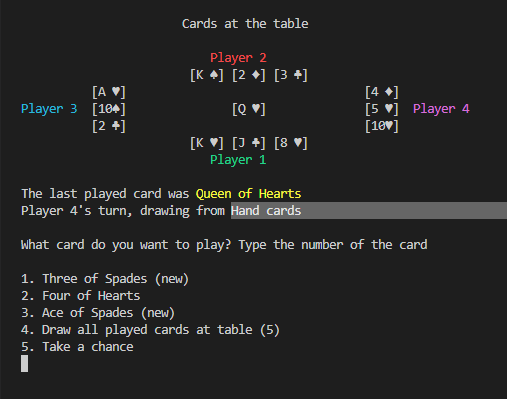 Cards at the table
Player 2
[K ♠] [2 ♦] [3 ♣]
[A ♥] [4 ♦]
Player 3 [10♠] [Q ♥] [5 ♥] Player 4
[2 ♣] [10♥]
[K ♥] [J ♣] [8 ♥]
Player 1
The last played card was Queen of Hearts
Player 4's turn, drawing from Hand cards
What card do you want to play? Type the number of the card
1. Three of Spades (new)
2. Four of Hearts
3. Ace of Spades (new)
4. Draw all played cards at table (5)
5. Take a chance